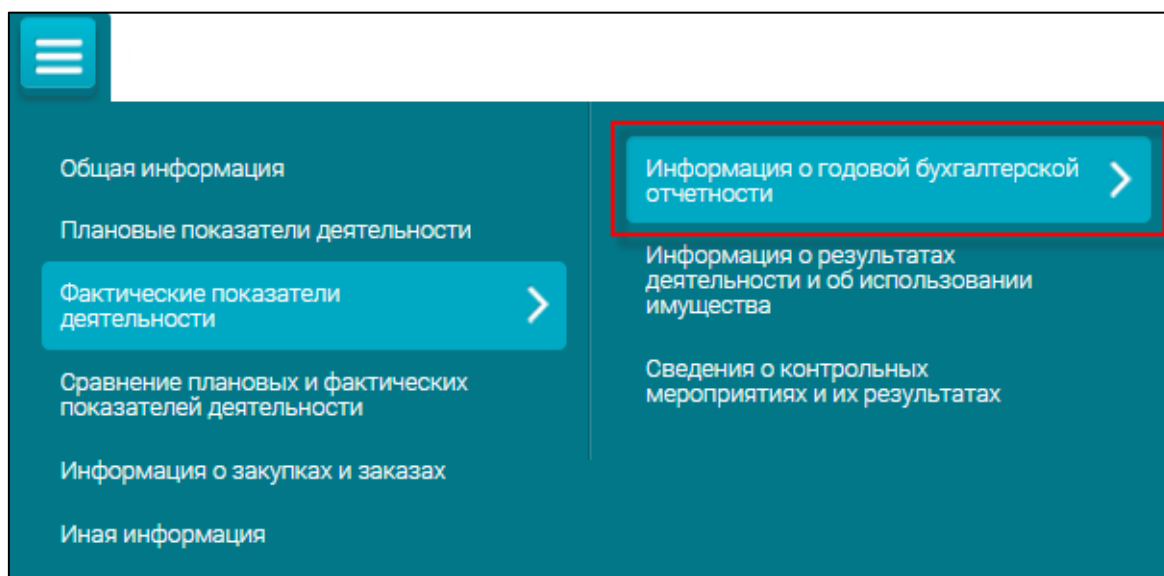 Общая информация
Плановые показатели деятельности
Фактические показатели
деятельности
Сравнение плановых и фактических
показателей деятельности
Информация о закупках и заказах
Иная информация
Информация о годовой бухгалтерской
отчетности
Информация о результатах
деятельности и об использовании
имущества
Сведения о контрольных
мероприятиях и их результатах